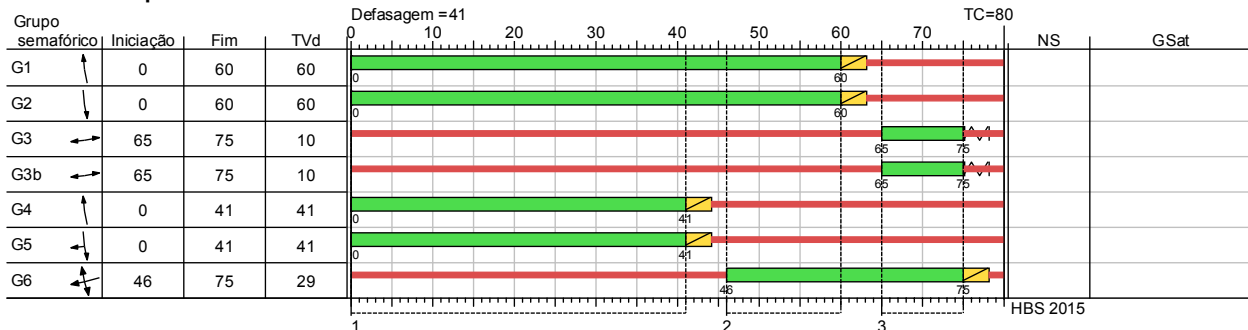 Defasagem =41 TC=80
Grupo
semafórico Iniciação Fim TVd 0 10 20 30 40 50 60 70 NS GSat
G1 0 60 60
0 60
G2 0 60 60
0 60
G3 65 75 10
65 75
G3b 65 75 10
65 75
G4 0 41 41
0 41
G5 0 41 41
0 41
G6 46 75 29
46 75
HBS 2015
1 2 3